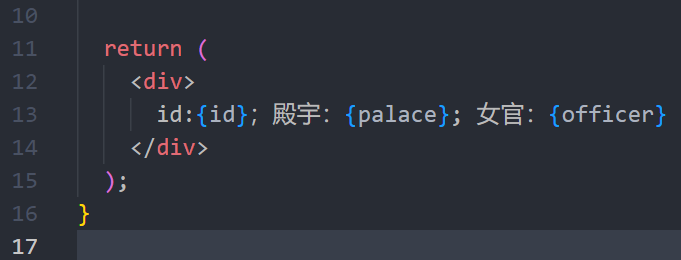 10
11 return (
12 <div>
13 id:{id}; 殿宇: {palace}; 女官: {officer}
14 </div>
15 );
16 }
17